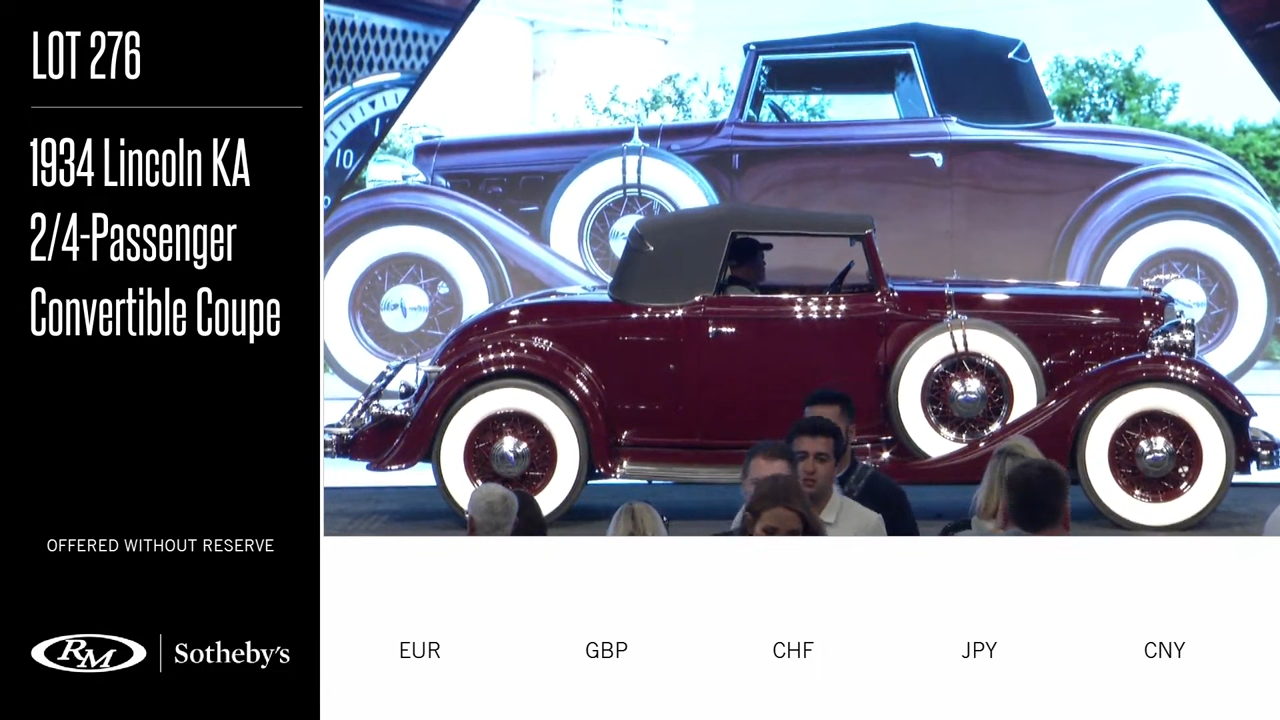 LOT 276
1934 Lincoln KA
2/4-Passenger
Convertible Coupe
OFFERED WITHOUT RESERVE
RM Sotheby's
10
EUR GBP CHF JPY CNY